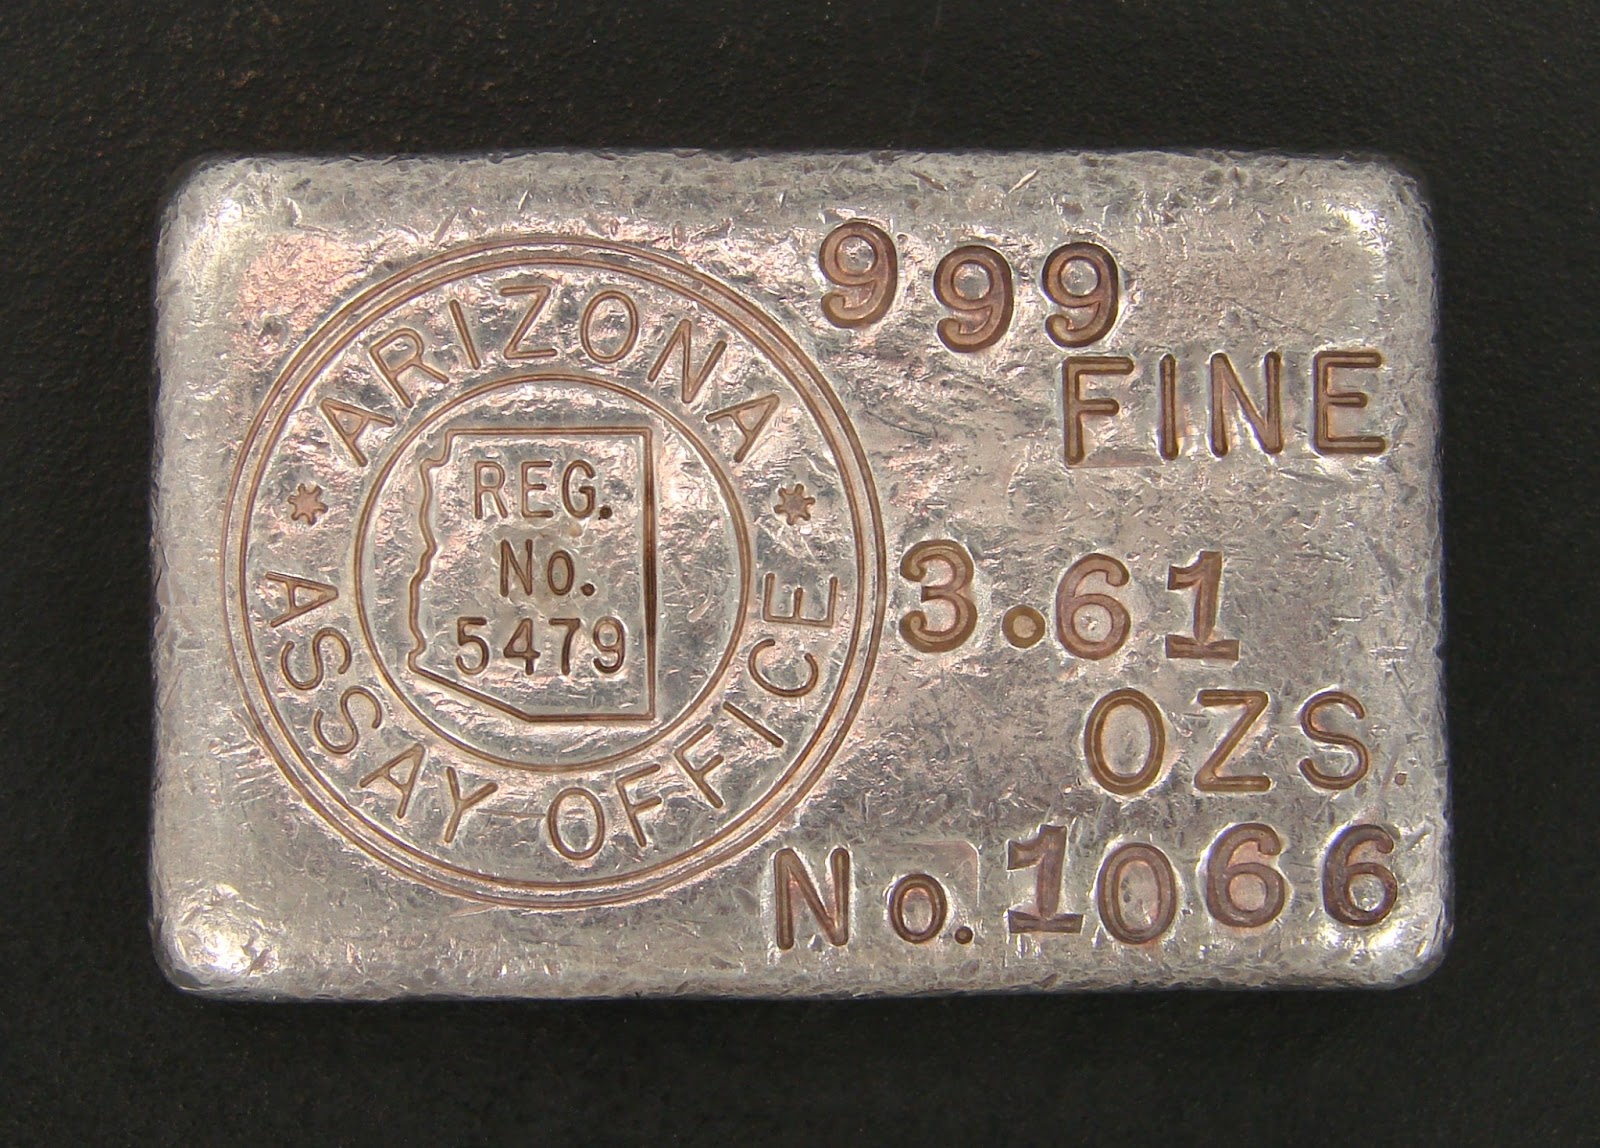 ARIZONA
ASSAY OFFICE
REG.
No.
5479
999
FINE
3.61
OZS.
No. 1066